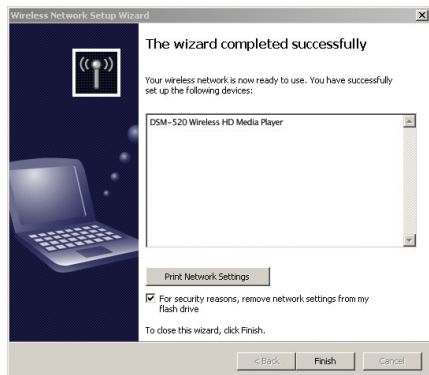 Wireless Network Setup Wizard
The wizard completed successfully
Your wireless network is now ready to use. You have successfully
set up the following devices:
DSM-520 Wireless HD Media Player
Print Network Settings
For security reasons, remove network settings from my
flash drive
To close this wizard, click Finish.
< Back
Finish
Cancel